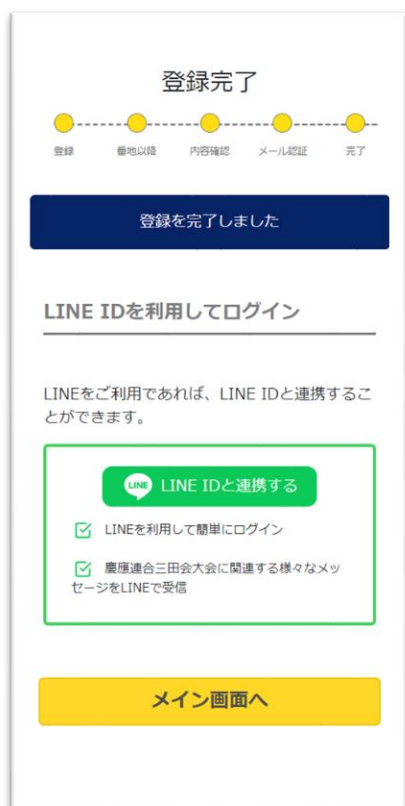 登録完了
登録 番地以降 内容確認 メール認証 完了
登録を完了しました
LINE IDを利用してログイン
LINEをご利用であれば、LINE IDと連携するこ
とができます。
LINE LINE IDと連携する
LINEを利用して簡単にログイン
慶應連合三田会大会に関連する様々なメッ
セージをLINEで受信
メイン画面へ